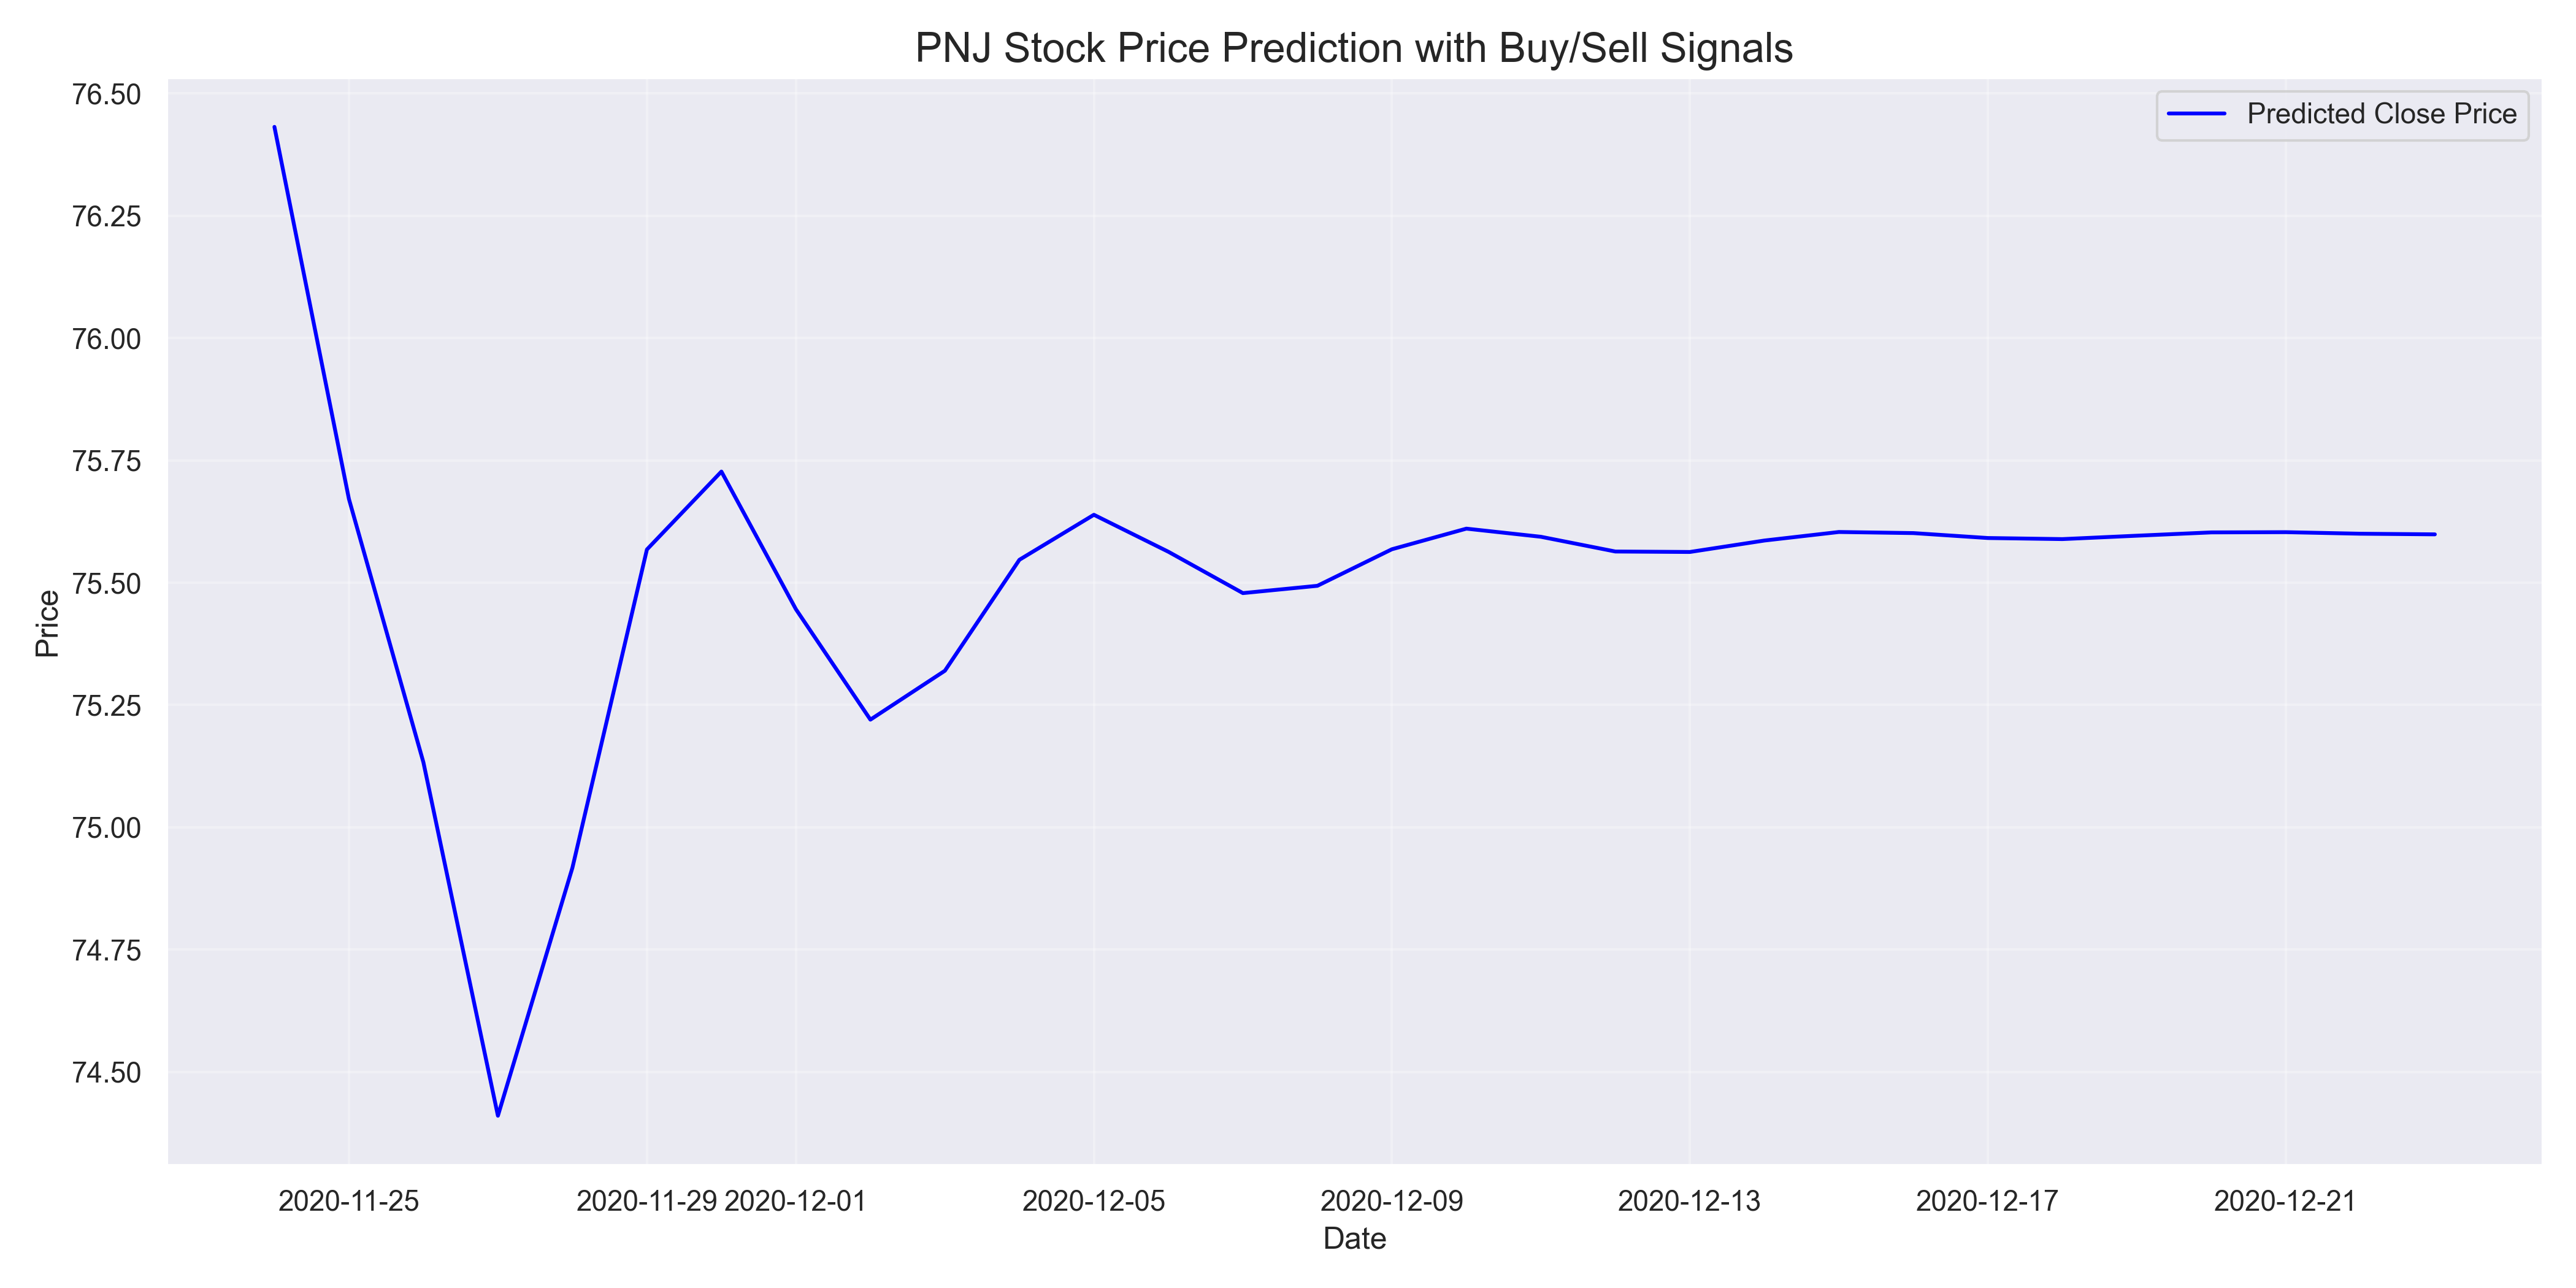 PNJ Stock Price Prediction with Buy/Sell Signals
Predicted Close Price
76.50
76.25
76.00
75.75
75.50
75.25
75.00
74.75
74.50
Price
2020-11-25 2020-11-29 2020-12-01 2020-12-05 2020-12-09 2020-12-13 2020-12-17 2020-12-21
Date